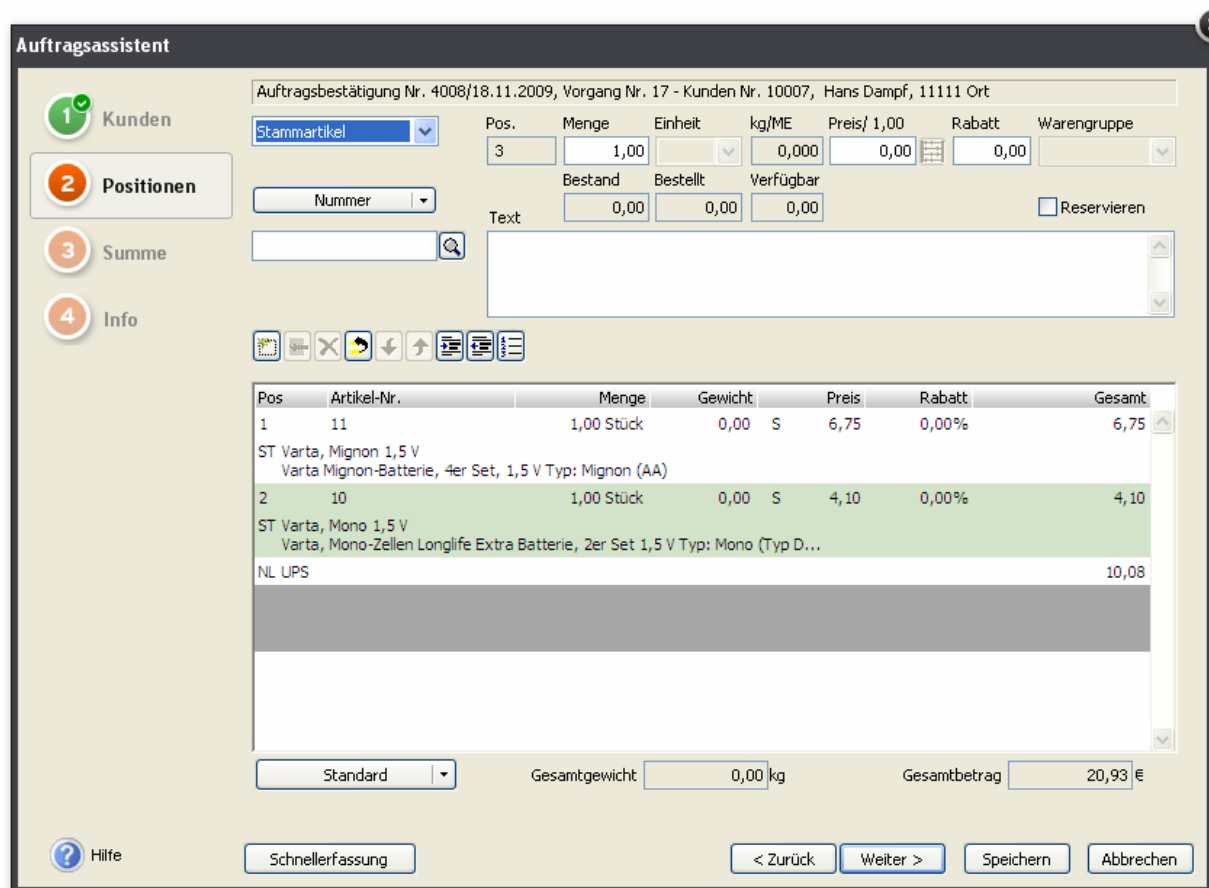 Auftragsassistent
1 Kunden
2 Positionen
3 Summe
4 Info
Auftragsbestätigung Nr. 4008/18.11.2009, Vorgang Nr. 17 - Kunden Nr. 10007, Hans Dampf, 11111 Ort
Stammartikel
Pos. Menge Einheit kg/ME Preis/ 1,00 Rabatt Warengruppe
3 1,00 0,000 0,00 0,00
Bestand Bestellt Verfügbar
Nummer
0,00 0,00 0,00 Reservieren
Text
Pos Artikel-Nr. Menge Gewicht Preis Rabatt Gesamt
1 11 1,00 Stück 0,00 S 6,75 0,00% 6,75
ST Varta, Mignon 1,5 V
Varta Mignon-Batterie, 4er Set, 1,5 V Typ: Mignon (AA)
2 10 1,00 Stück 0,00 S 4,10 0,00% 4,10
ST Varta, Mono 1,5 V
Varta, Mono-Zellen Longlife Extra Batterie, 2er Set 1,5 V Typ: Mono (Typ D...
NL UPS 10,08
Standard Gesamtgewicht 0,00 kg Gesamtbetrag 20,93 €
Hilfe Schnellerfassung < Zurück Weiter > Speichern Abbrechen